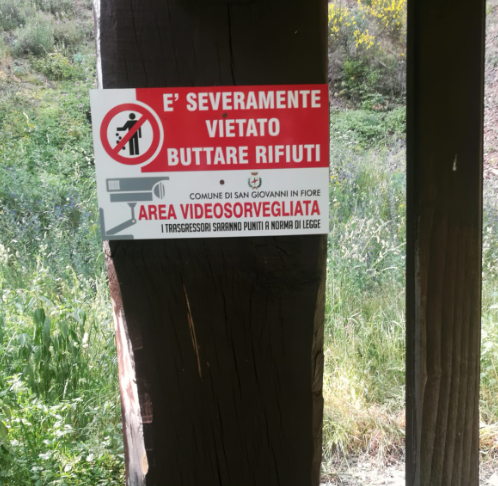 E' SEVERAMENTE
VIETATO
BUTTARE RIFIUTI
COMUNE DI SAN GIOVANNI IN FIORE
AREA VIDEOSORVEGLIATA
I TRASGRESSORI SARANNO PUNITI A NORMA DI LEGGE